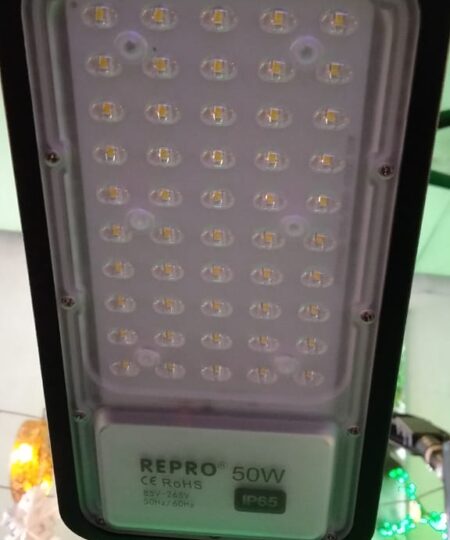 REPRO® 50W
CE RoHS
85V-265V
50Hz/60Hz
IP65